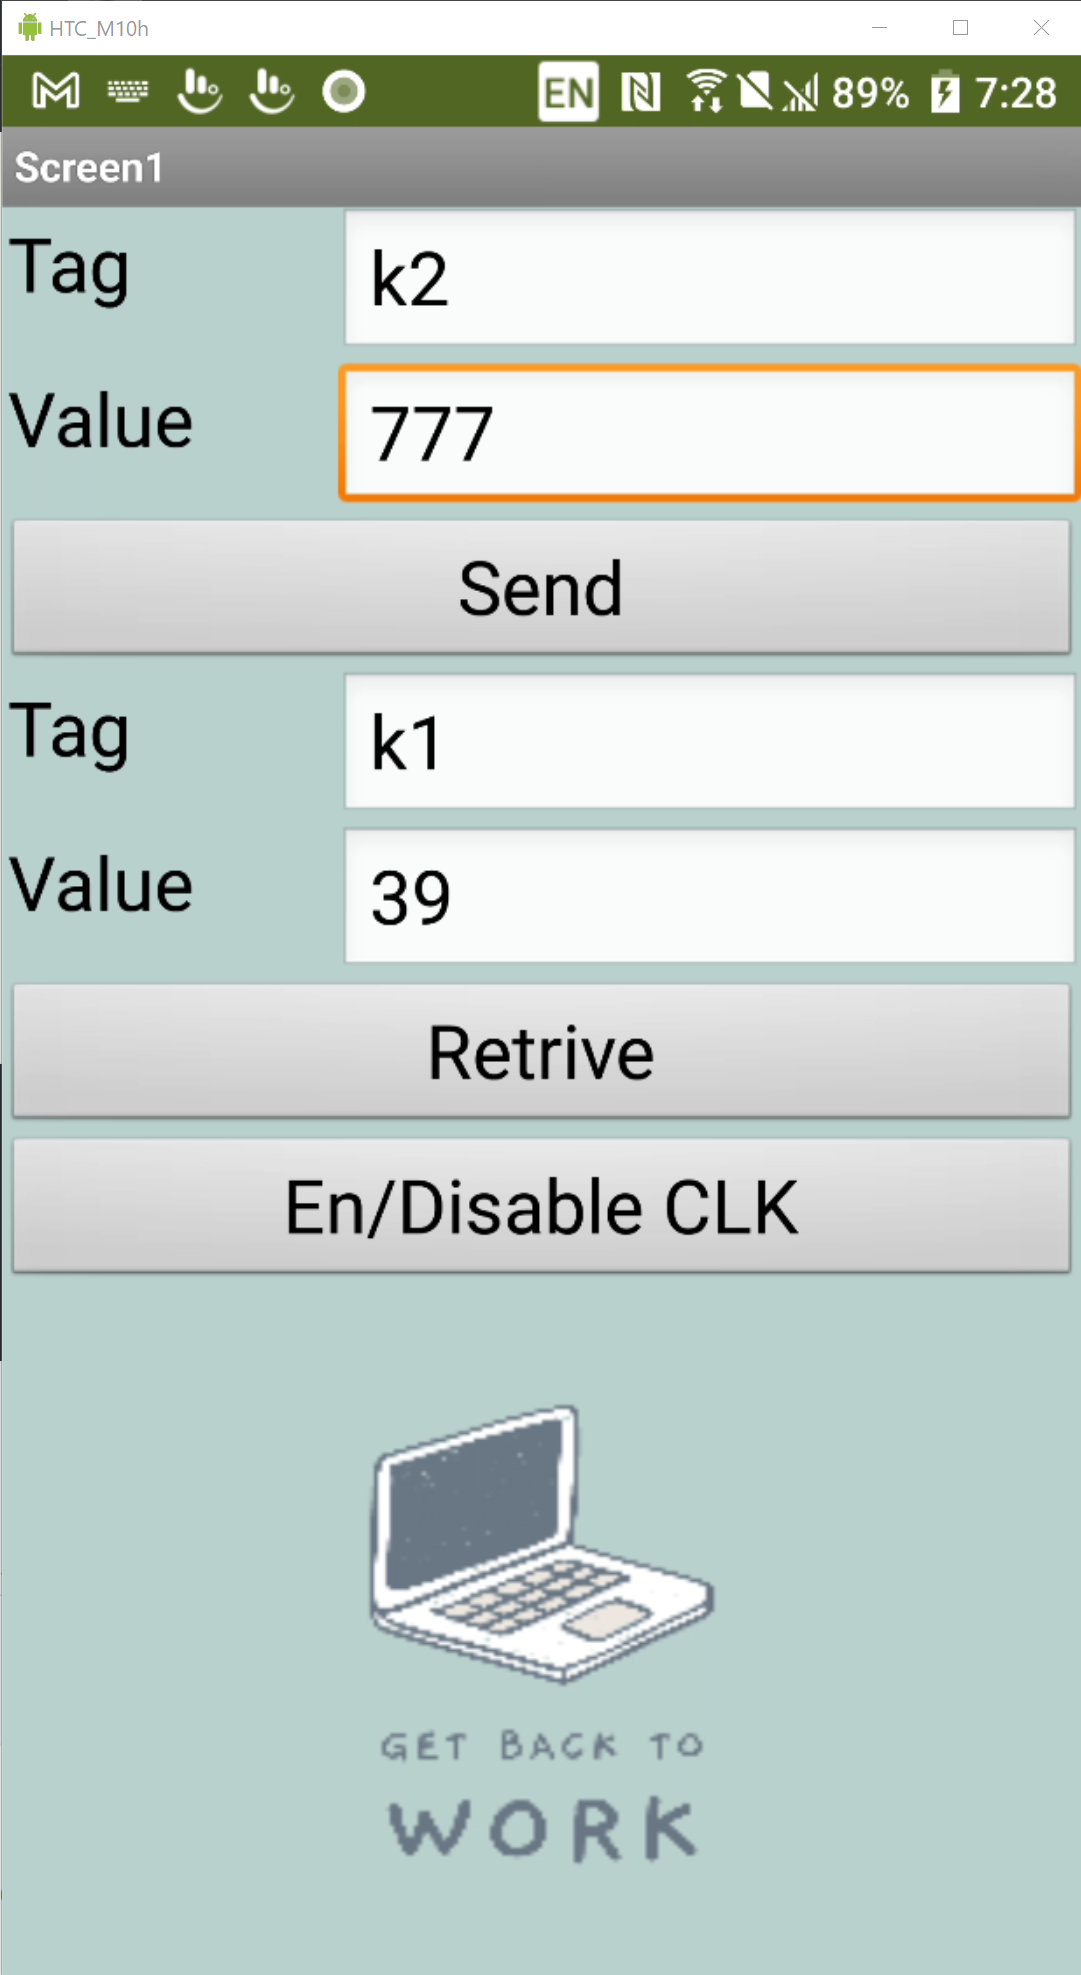 HTC_M10h
EN 89% 7:28
Screen1
Tag k2
Value 777
Send
Tag k1
Value 39
Retrive
En/Disable CLK
GET BACK TO
WORK